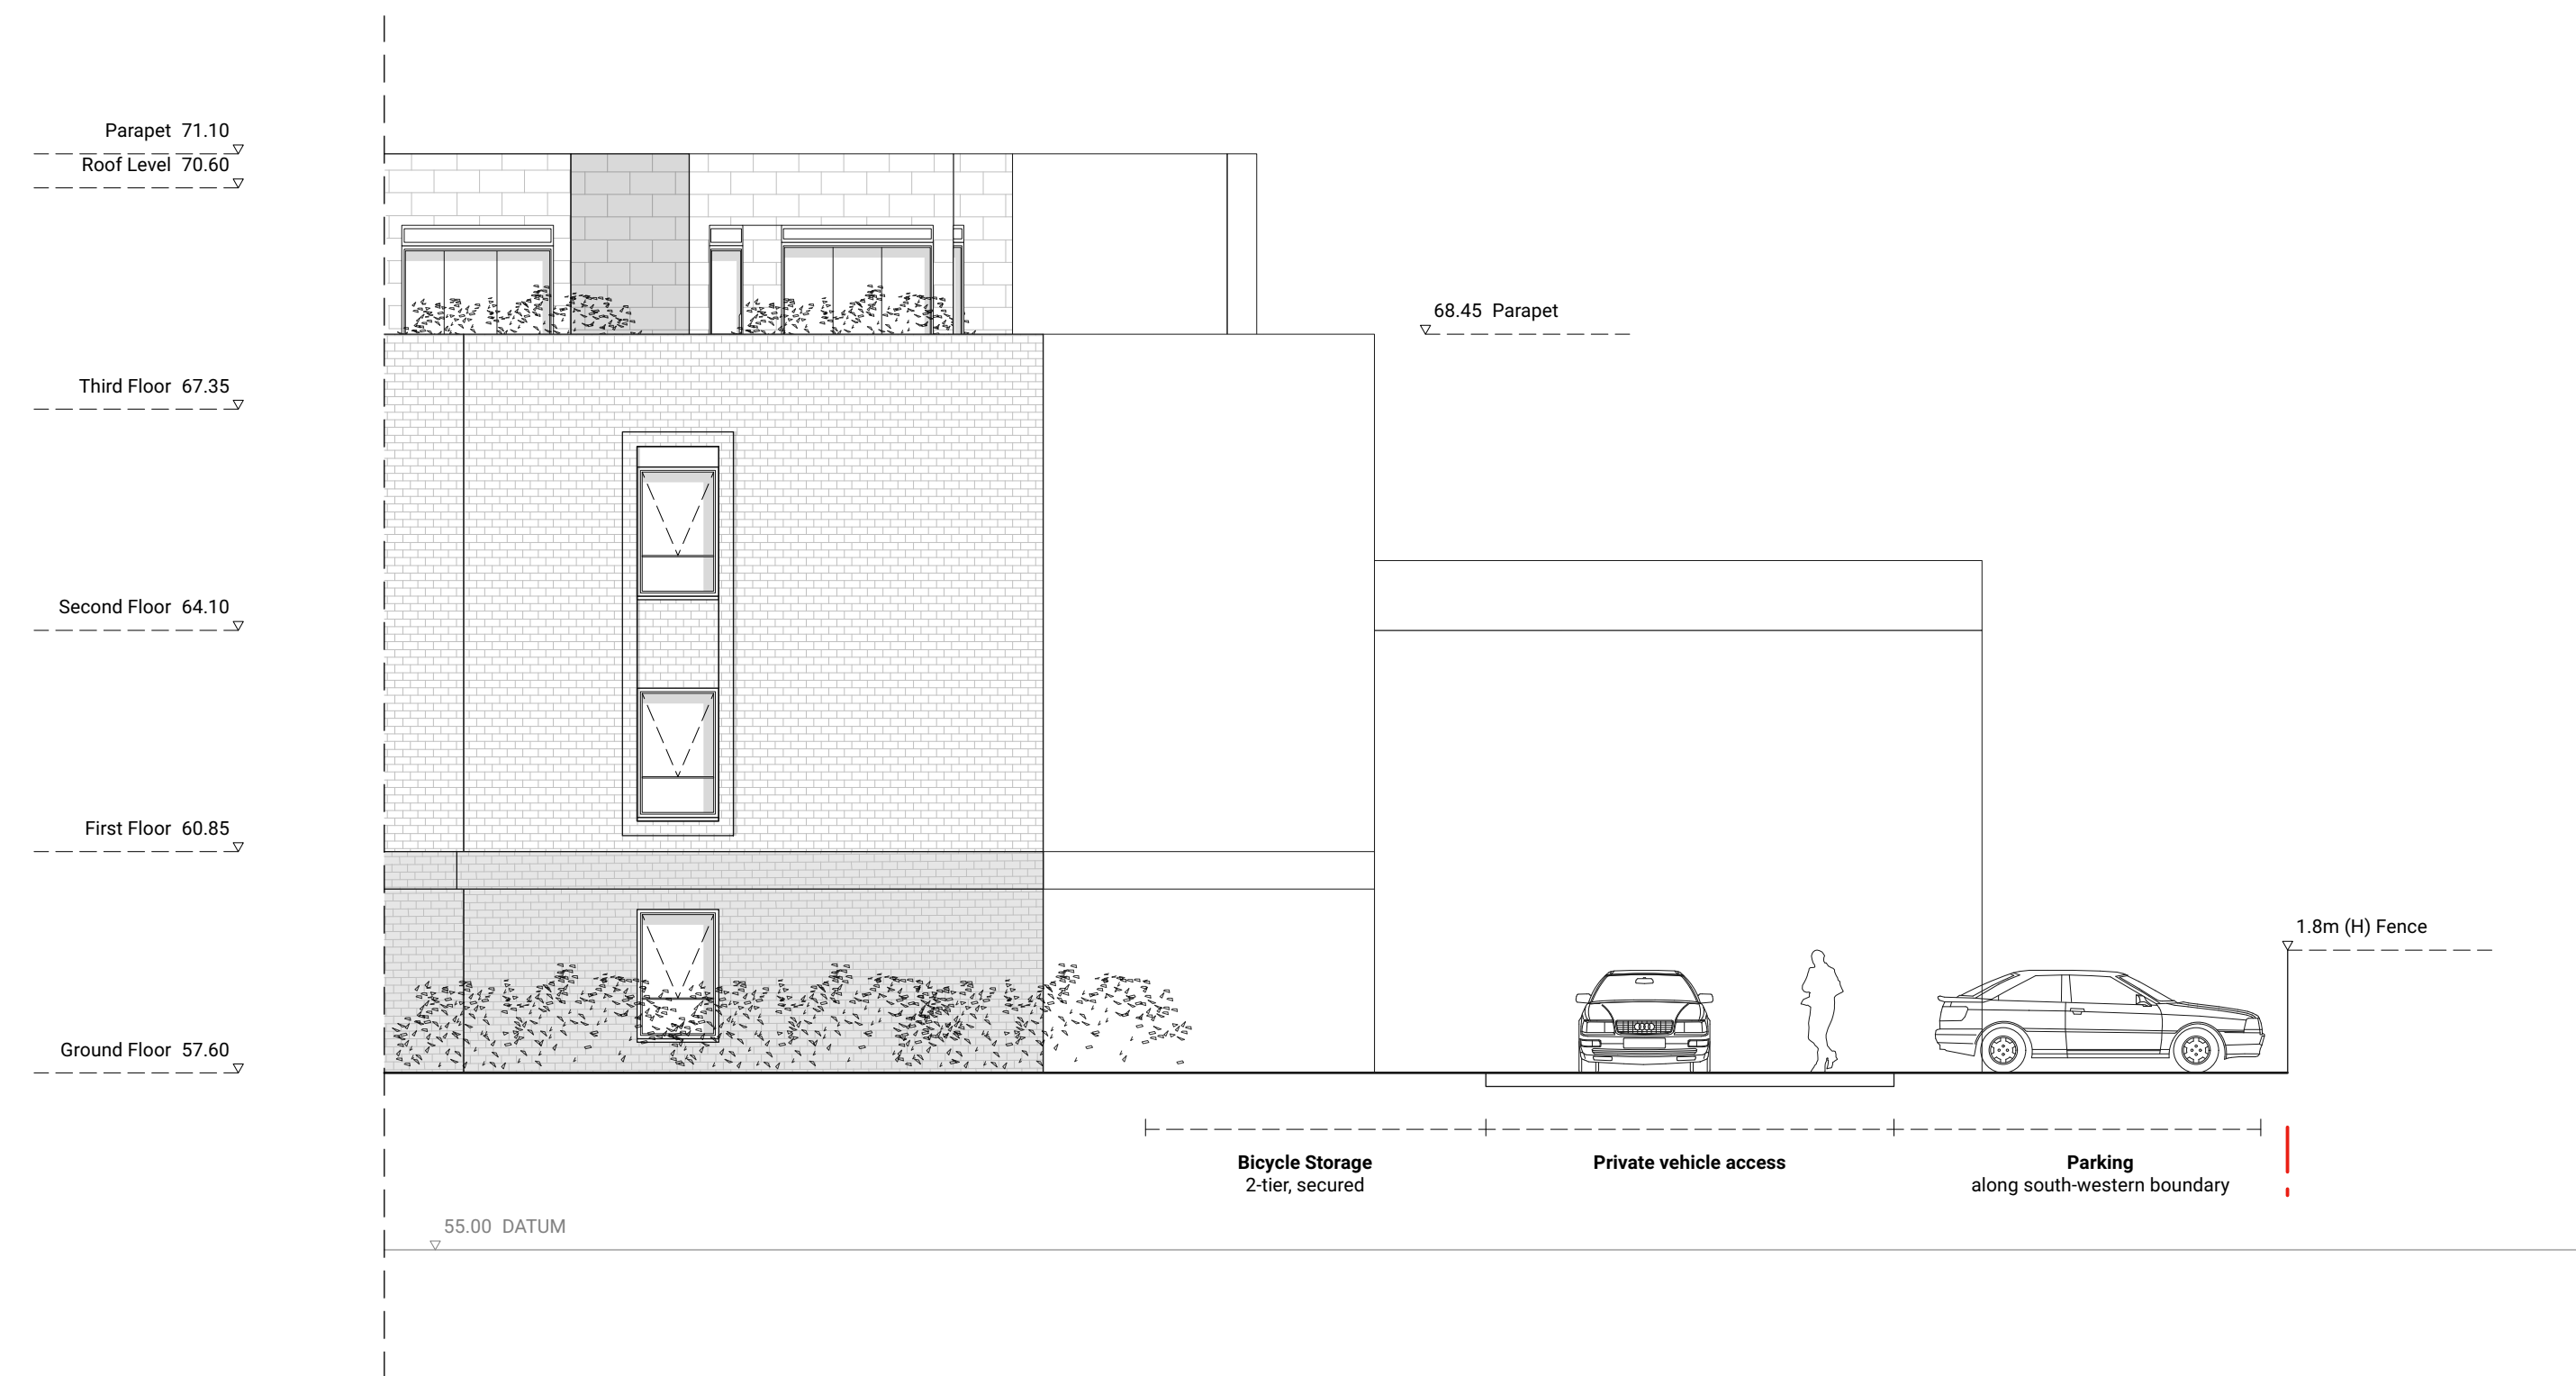 Parapet 71.10
Roof Level 70.60
68.45 Parapet
Third Floor 67.35
Second Floor 64.10
First Floor 60.85
1.8m (H) Fence
Ground Floor 57.60
Bicycle Storage
2-tier, secured
Private vehicle access
Parking
along south-western boundary
55.00 DATUM